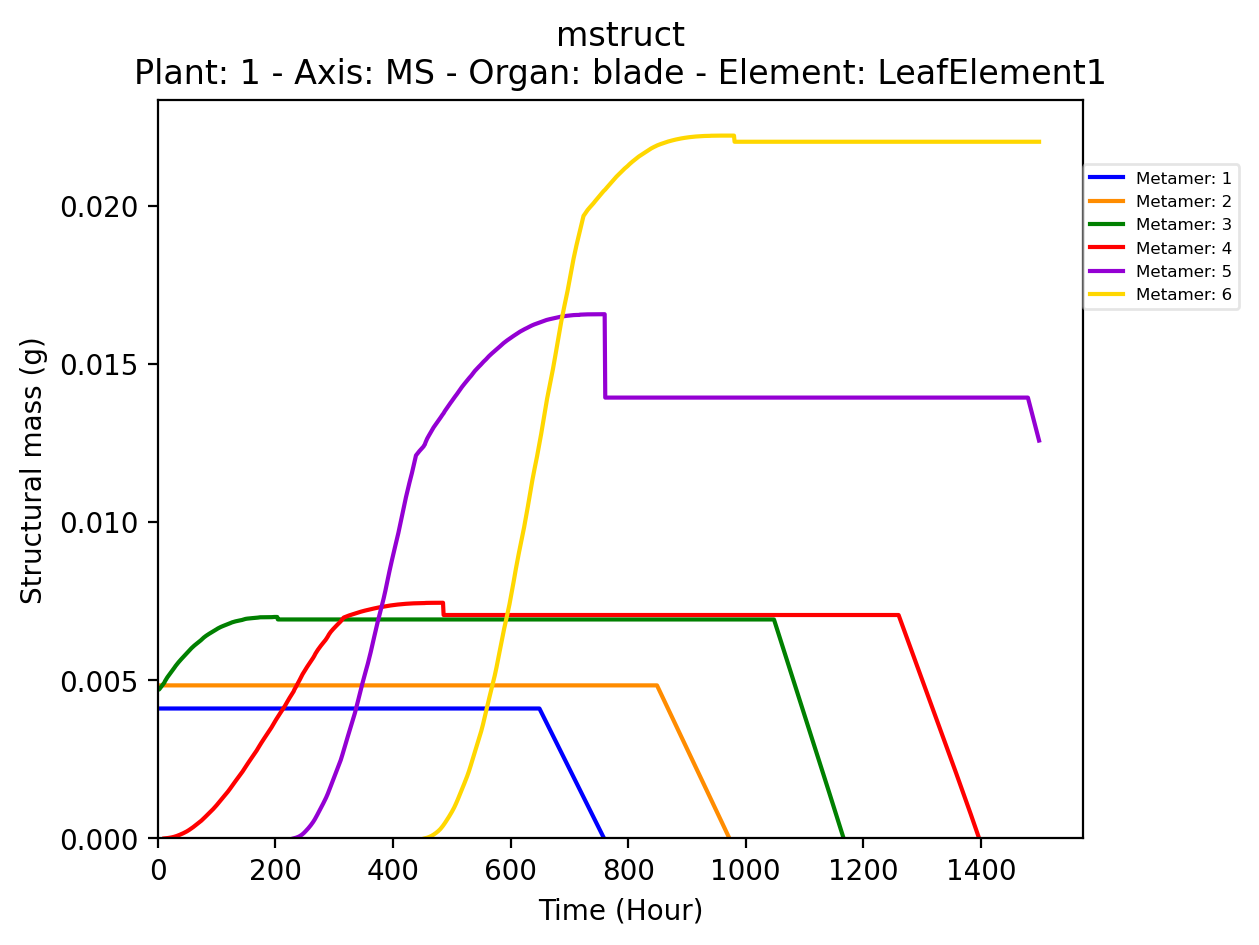 mstruct
Plant: 1 - Axis: MS - Organ: blade - Element: LeafElement1
Structural mass (g)
0.020
0.015
0.010
0.005
0.000
0
200
400
600
800
1000
1200
1400
Time (Hour)
Metamer: 1
Metamer: 2
Metamer: 3
Metamer: 4
Metamer: 5
Metamer: 6